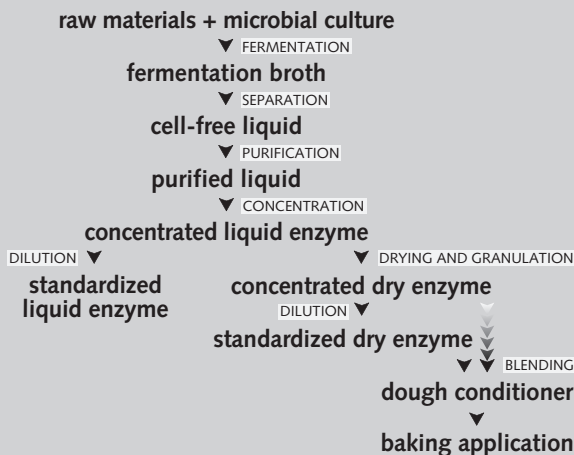 raw materials + microbial culture
FERMENTATION
fermentation broth
SEPARATION
cell-free liquid
PURIFICATION
purified liquid
CONCENTRATION
concentrated liquid enzyme
DILUTION
DRYING AND GRANULATION
standardized
liquid enzyme
concentrated dry enzyme
DILUTION
standardized dry enzyme
BLENDING
dough conditioner
baking application